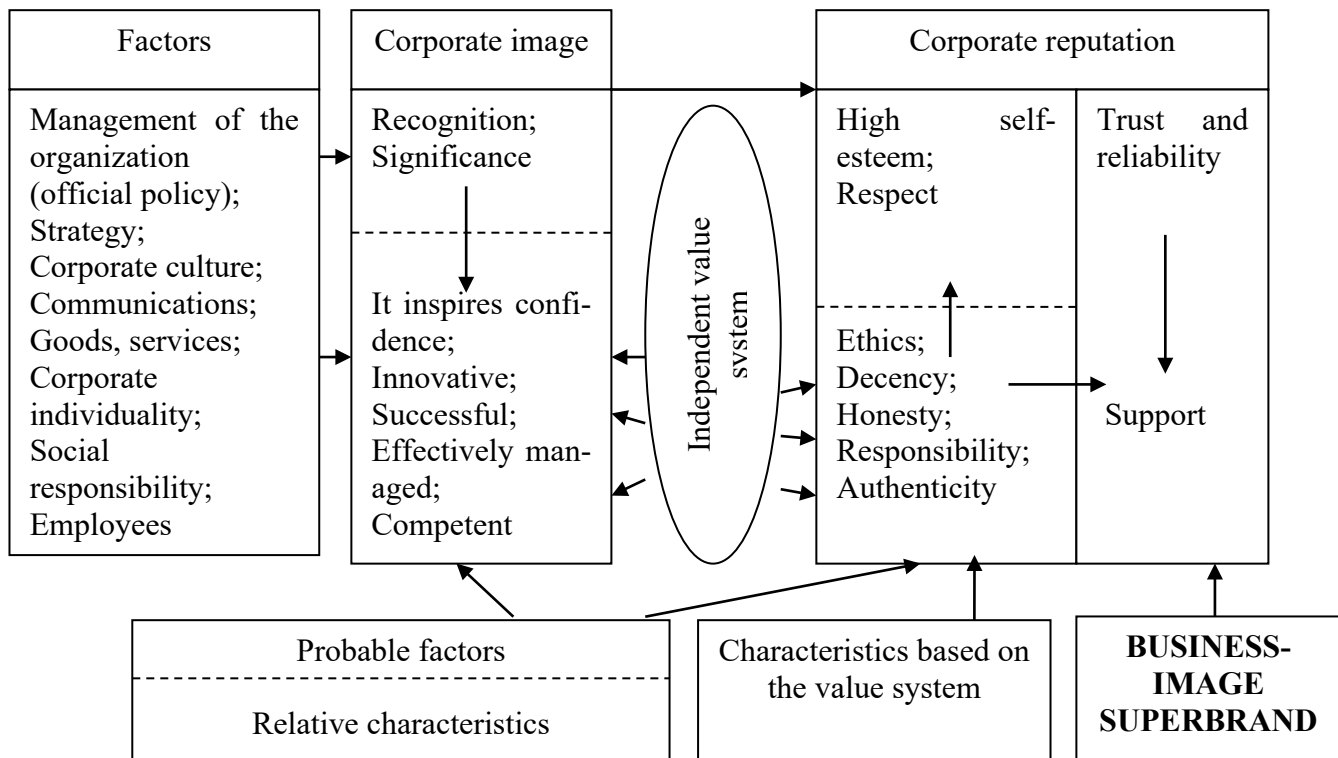 Factors
Management of the
organization
(official policy);
Strategy;
Corporate culture;
Communications;
Goods, services;
Corporate
individuality;
Social
responsibility;
Employees
Corporate image
Recognition;
Significance
It inspires confi-
dence;
Innovative;
Successful;
Effectively man-
aged;
Competent
Independent value
system
Corporate reputation
High self-
esteem;
Respect
Ethics;
Decency;
Honesty;
Responsibility;
Authenticity
Trust and
reliability
Support
Probable factors
Relative characteristics
Characteristics based on
the value system
BUSINESS-
IMAGE
SUPERBRAND